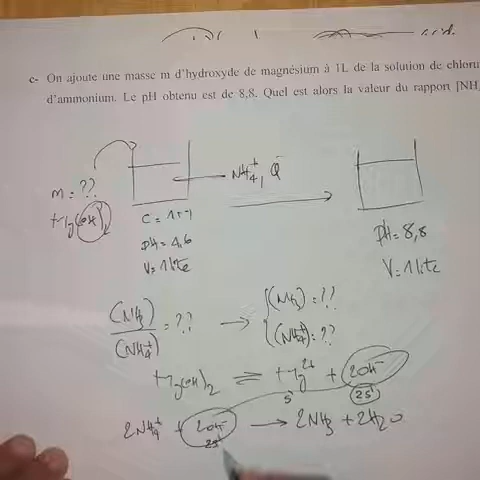 c- On ajoute une masse m d'hydroxyde de magnésium à 1L de la solution de chloru
d'ammonium. Le pH obtenu est de 8,8. Quel est alors la valeur du rapport [NH
m = ??
Mg(OH)2
NH4+, Cl-
C = 1M
pH = 4,6
V = 1 litre
pH = 8,8
V = 1 litre
(NH3)/(NH4+) = ?? → (NH3) = ??
(NH4+) = ??
Mg(OH)2 ⇌ Mg2+ + 2OH-
s' 2s'
2NH4+ + 2OH- → 2NH3 + 2H2O
2s'